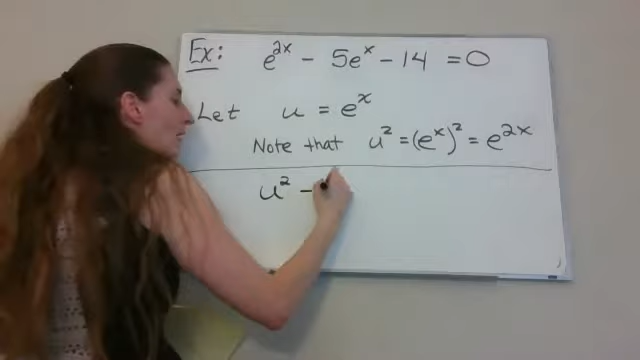 Ex: e^{2x} - 5e^x - 14 = 0
Let u = e^x
Note that u^2 = (e^x)^2 = e^{2x}
u^2 -